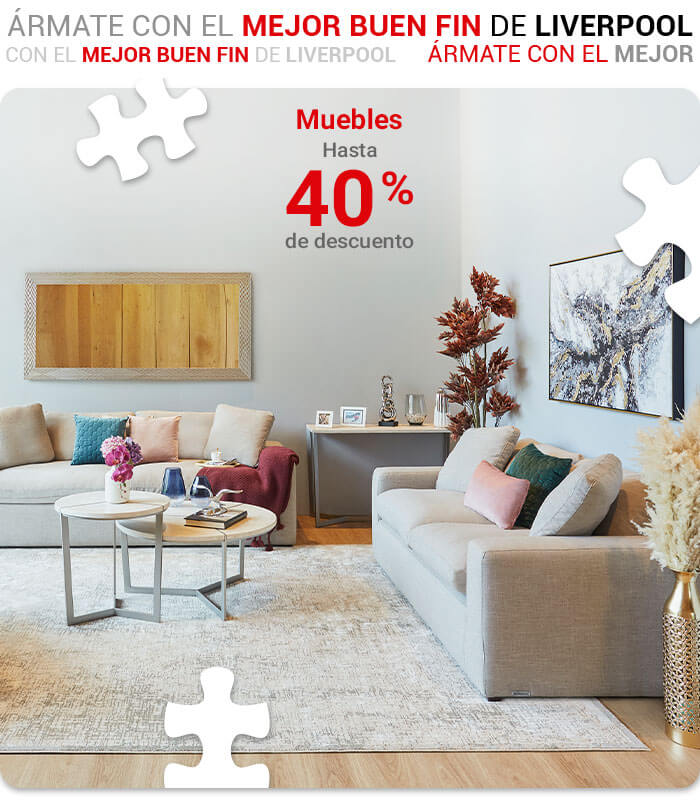 ÁRMATE CON EL MEJOR BUEN FIN DE LIVERPOOL
CON EL MEJOR BUEN FIN DE LIVERPOOL ÁRMATE CON EL MEJOR
Muebles
Hasta
40%
de descuento